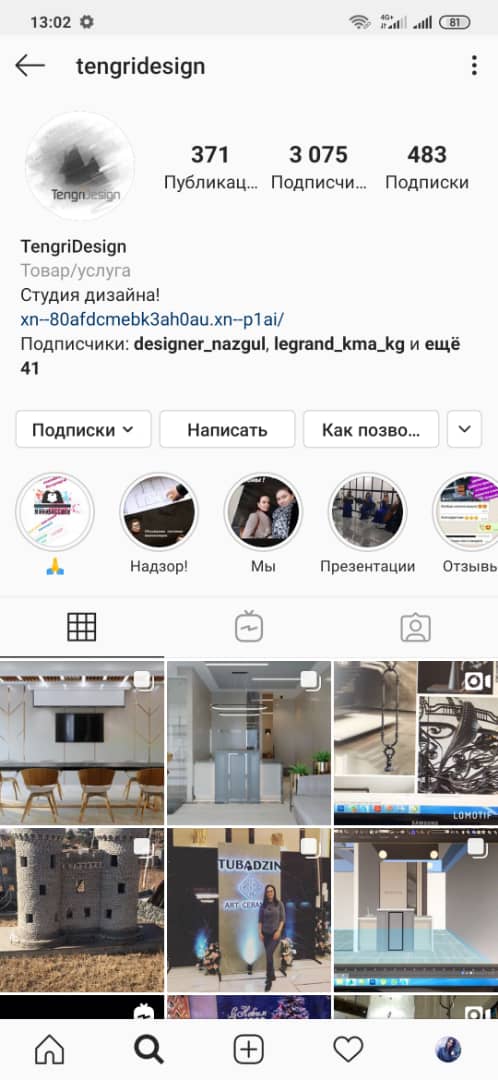 13:02
4G+
81
tengridesign
TengriDesign
371
3 075
483
Публикац...
Подписчи...
Подписки
TengriDesign
Товар/услуга
Студия дизайна!
xn--80afdcmebk3ah0au.xn--p1ai/
Подписчики: designer_nazgul, legrand_kma_kg и ещё
41
Подписки
Написать
Как позво...
🙏
Надзор!
Мы
Презентации
Отзывь
SAMSUNG
LOMOTIF
TUBADZIN
ART CERAM